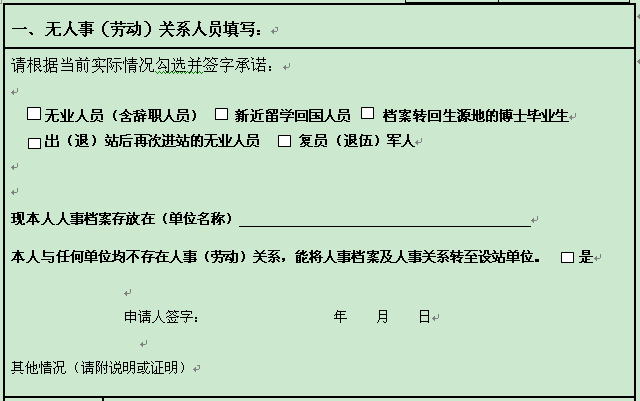 一、无人事（劳动）关系人员填写：
请根据当前实际情况勾选并签字承诺：
□无业人员（含辞职人员） □ 新近留学回国人员 □ 档案转回生源地的博士毕业生
□出（退）站后再次进站的无业人员 □ 复员（退伍）军人
现本人人事档案存放在（单位名称）
本人与任何单位均不存在人事（劳动）关系，能将人事档案及人事关系转至设站单位。 □是
申请人签字： 年 月 日
其他情况（请附说明或证明）